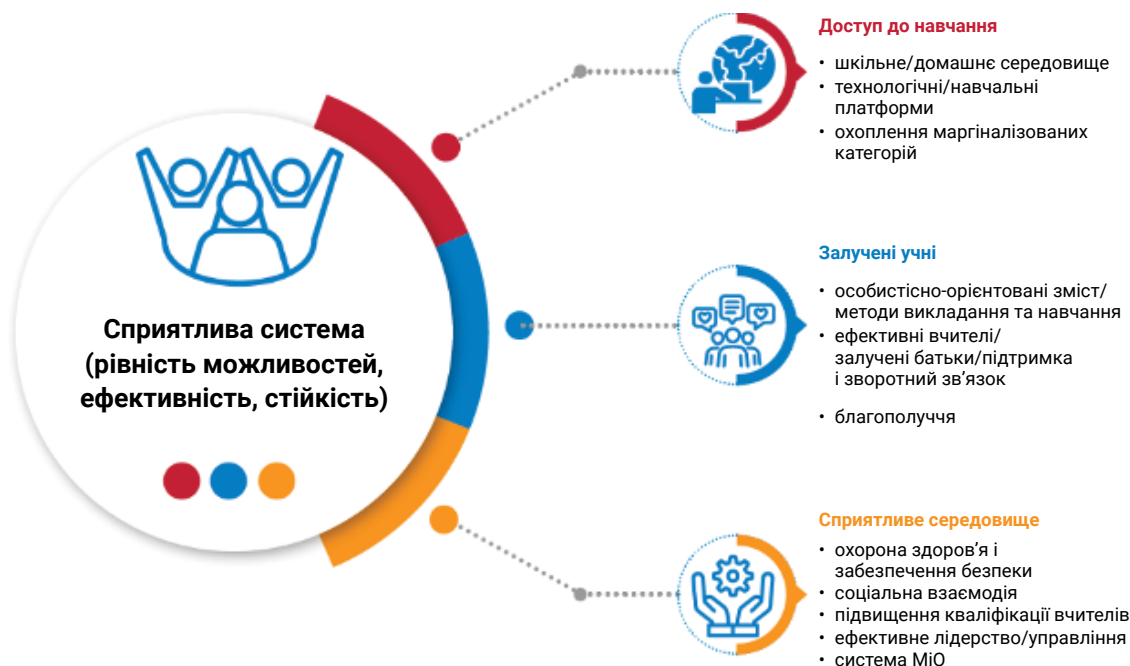 Доступ до навчання
• шкільне/домашнє середовище
• технологічні/навчальні
платформи
• охоплення маргіналізованих
категорій
Сприятлива система
(рівність можливостей,
ефективність, стійкість)
Залучені учні
• особистісно-орієнтовані зміст/
методи викладання та навчання
• ефективні вчителі/
залучені батьки/підтримка
і зворотний зв'язок
• благополуччя
Сприятливе середовище
• охорона здоров'я і
забезпечення безпеки
• соціальна взаємодія
• підвищення кваліфікації вчителів
• ефективне лідерство/управління
• система МіО